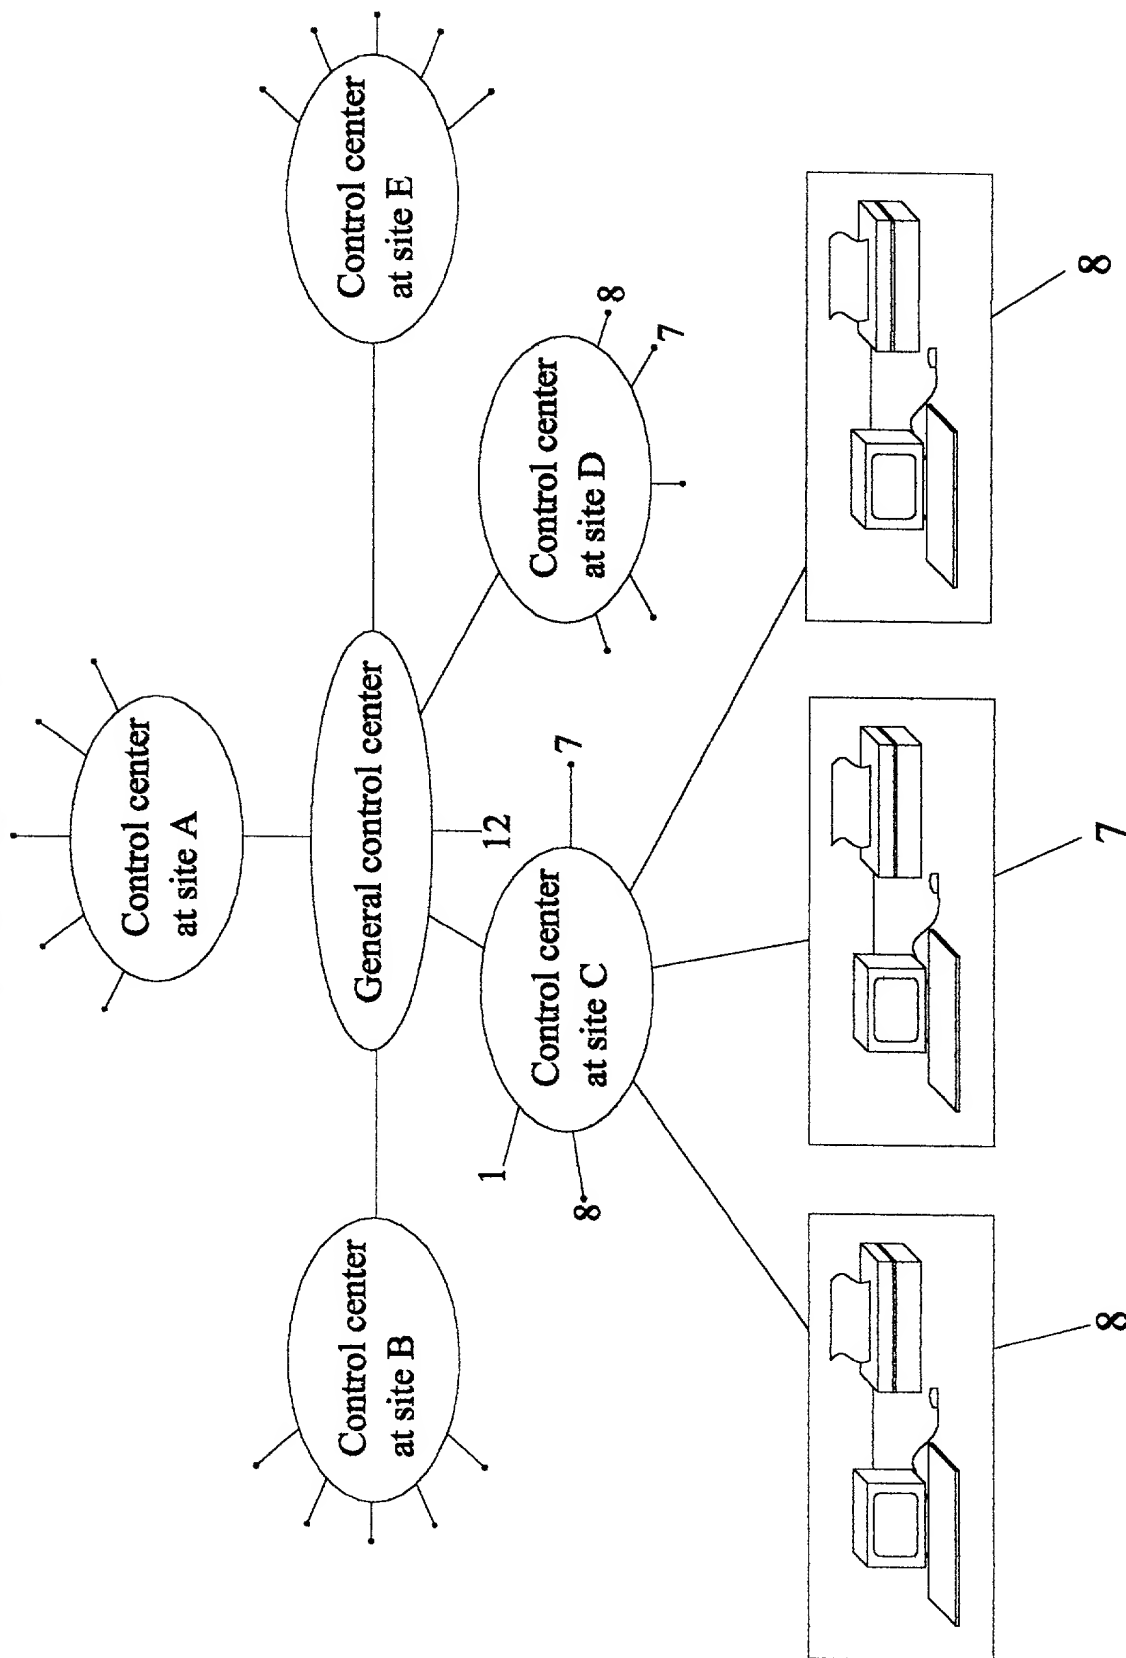 Control center
at site A
Control center
at site B
General control center
Control center
at site E
12
1
8
Control center
at site C
7
Control center
at site D
7
8
8
7
8